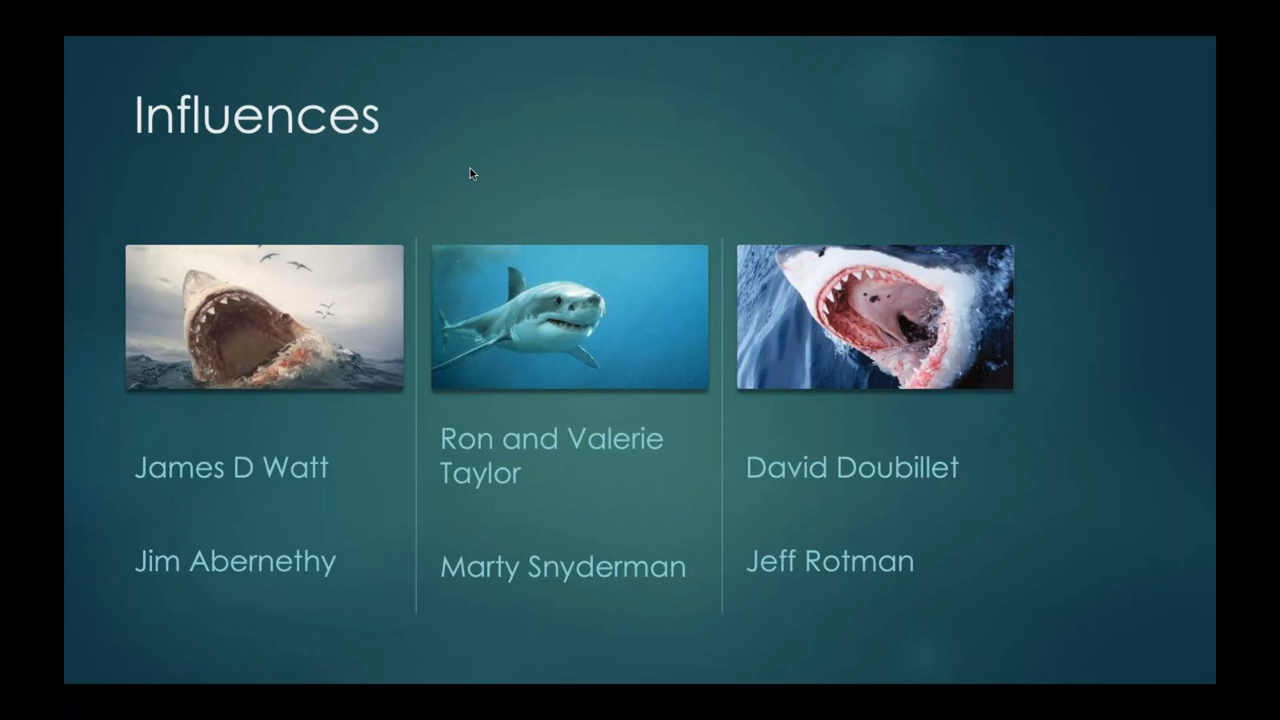 Influences
James D Watt
Jim Abernethy
Ron and Valerie
Taylor
Marty Snyderman
David Doubillet
Jeff Rotman